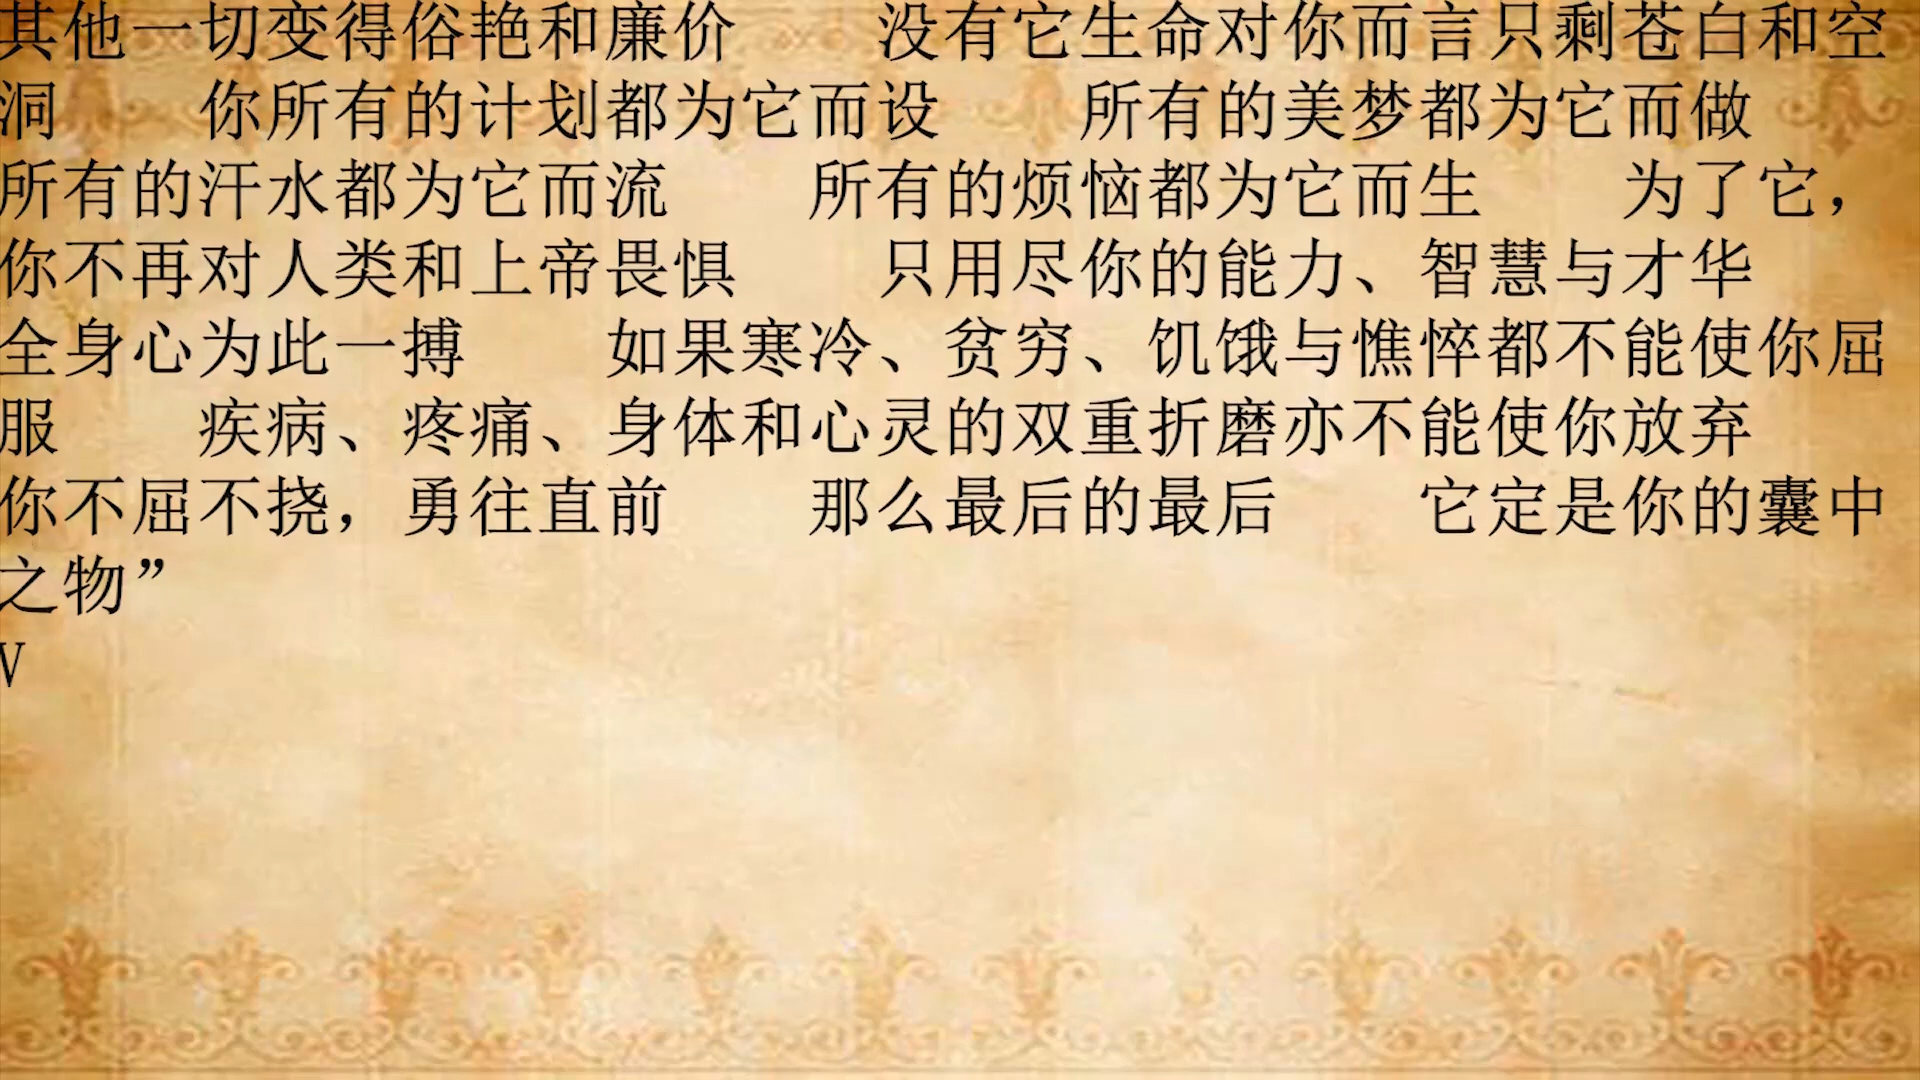 其他一切变得俗艳和廉价　　没有它生命对你而言只剩苍白和空
洞　　你所有的计划都为它而设　　所有的美梦都为它而做
所有的汗水都为它而流　　所有的烦恼都为它而生　　为了它，
你不再对人类和上帝畏惧　　只用尽你的能力、智慧与才华
全身心为此一搏　　如果寒冷、贫穷、饥饿与憔悴都不能使你屈
服　　疾病、疼痛、身体和心灵的双重折磨亦不能使你放弃
你不屈不挠，勇往直前　　那么最后的最后　　它定是你的囊中
之物”
V